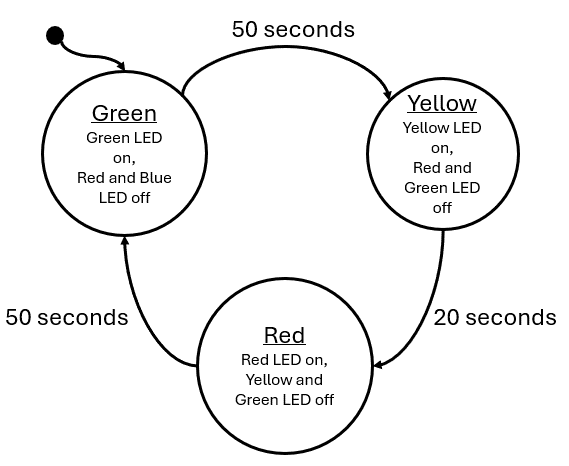 50 seconds
Green
Green LED
on,
Red and Blue
LED off
Yellow
Yellow LED
on,
Red and
Green LED
off
50 seconds
20 seconds
Red
Red LED on,
Yellow and
Green LED off